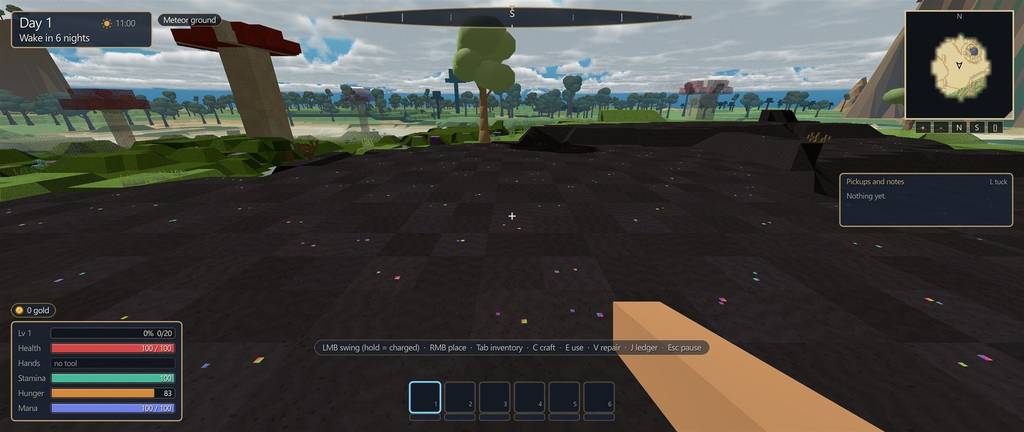 Day 1
11:00
Wake in 6 nights
Meteor ground
S
N
+ - N S []
Pickups and notes
L tuck
Nothing yet.
0 gold
Lv 1
0% 0/20
Health
100 / 100
Hands
no tool
Stamina
100
Hunger
83
Mana
100 / 100
LMB swing (hold = charged) · RMB place · Tab inventory · C craft · E use · V repair · J ledger · Esc pause
1
2
3
4
5
6